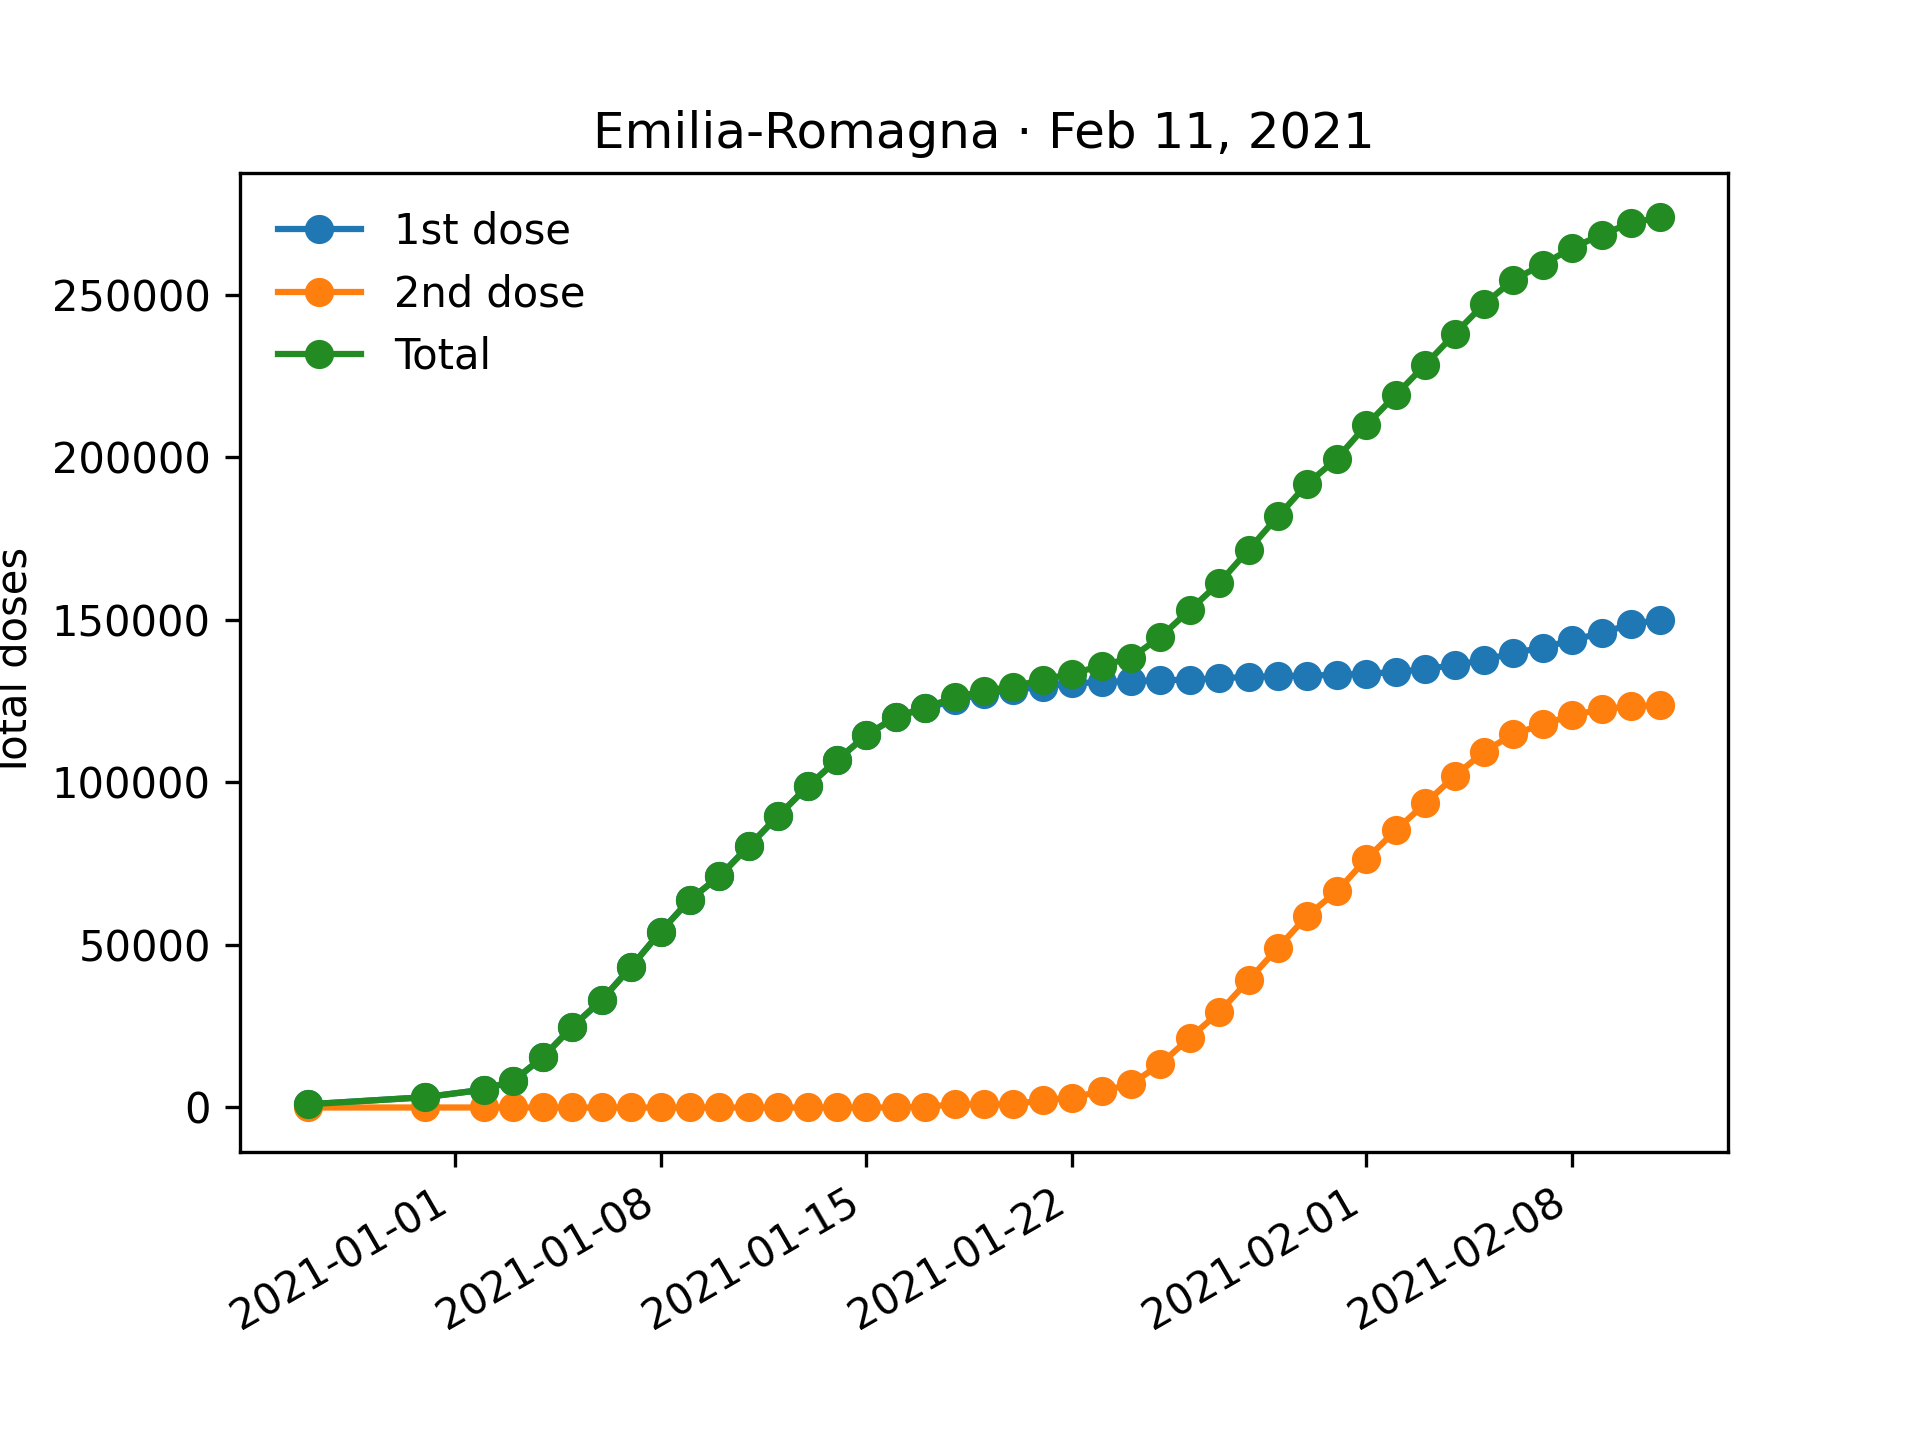 Emilia-Romagna · Feb 11, 2021
1st dose
2nd dose
Total
Total doses
250000
200000
150000
100000
50000
0
2021-01-01
2021-01-08
2021-01-15
2021-01-22
2021-02-01
2021-02-08